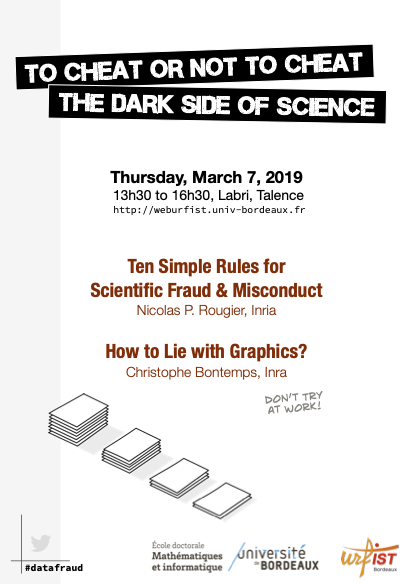 TO CHEAT OR NOT TO CHEAT
THE DARK SIDE OF SCIENCE
Thursday, March 7, 2019
13h30 to 16h30, Labri, Talence
http://weburfist.univ-bordeaux.fr
Ten Simple Rules for
Scientific Fraud & Misconduct
Nicolas P. Rougier, Inria
How to Lie with Graphics?
Christophe Bontemps, Inra
DON'T TRY
AT WORK!
#datafraud
École doctorale
Mathématiques
et informatique
université
de BORDEAUX
urfIST
Bordeaux